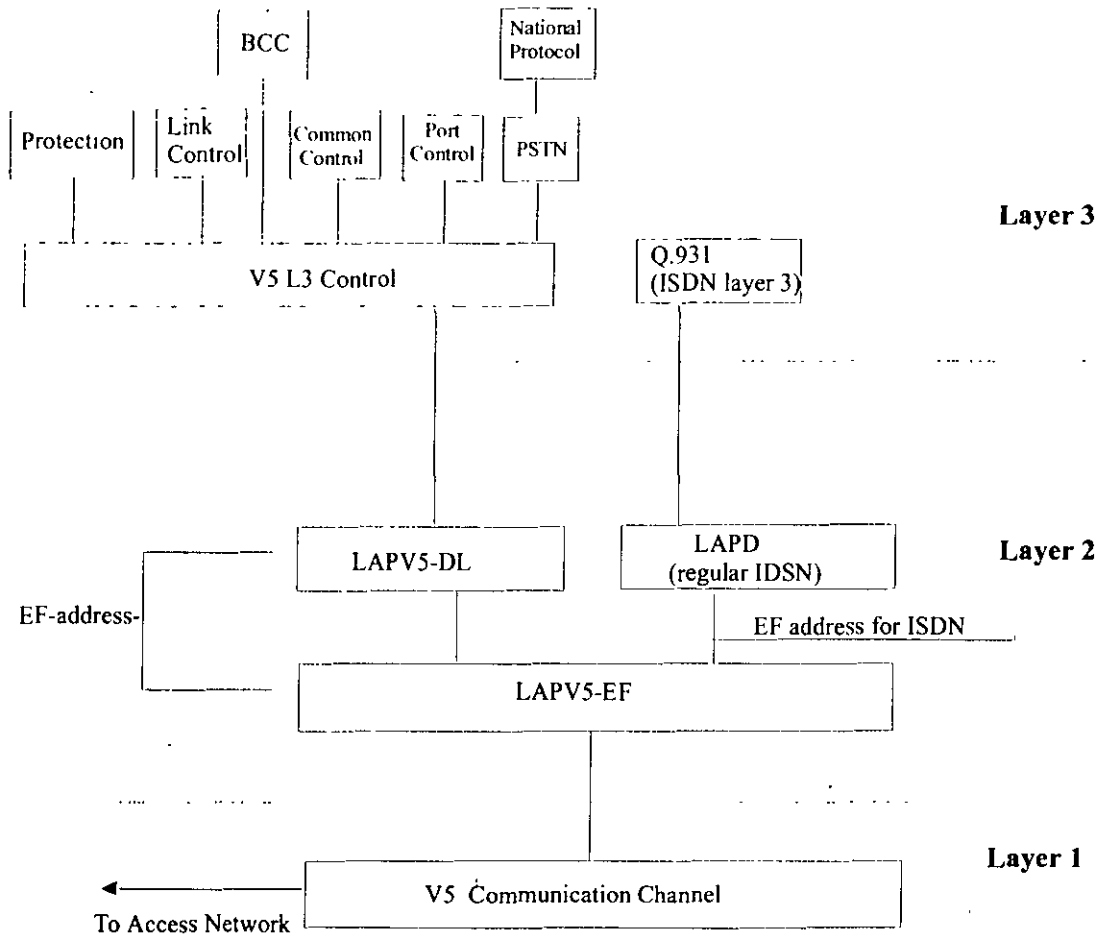 BCC
National
Protocol
Protection
Link
Control
Common
Control
Port
Control
PSTN
Layer 3
V5 L3 Control
Q.931
(ISDN layer 3)
LAPV5-DL
LAPD
(regular IDSN)
Layer 2
EF-address-
EF address for ISDN
LAPV5-EF
Layer 1
V5 Communication Channel
To Access Network